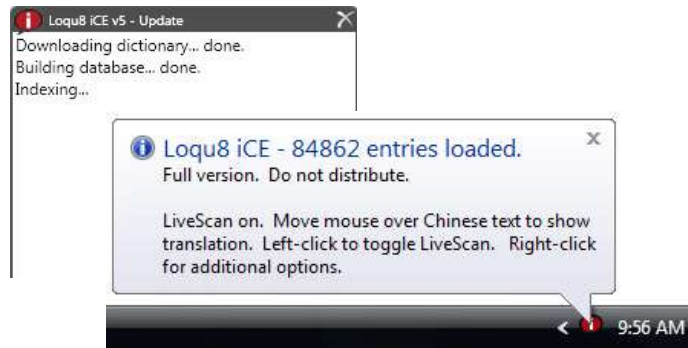 Loqu8 iCE v5 - Update
Downloading dictionary... done.
Building database... done.
Indexing...
Loqu8 iCE - 84862 entries loaded.
Full version. Do not distribute.
LiveScan on. Move mouse over Chinese text to show
translation. Left-click to toggle LiveScan. Right-click
for additional options.
9:56 AM